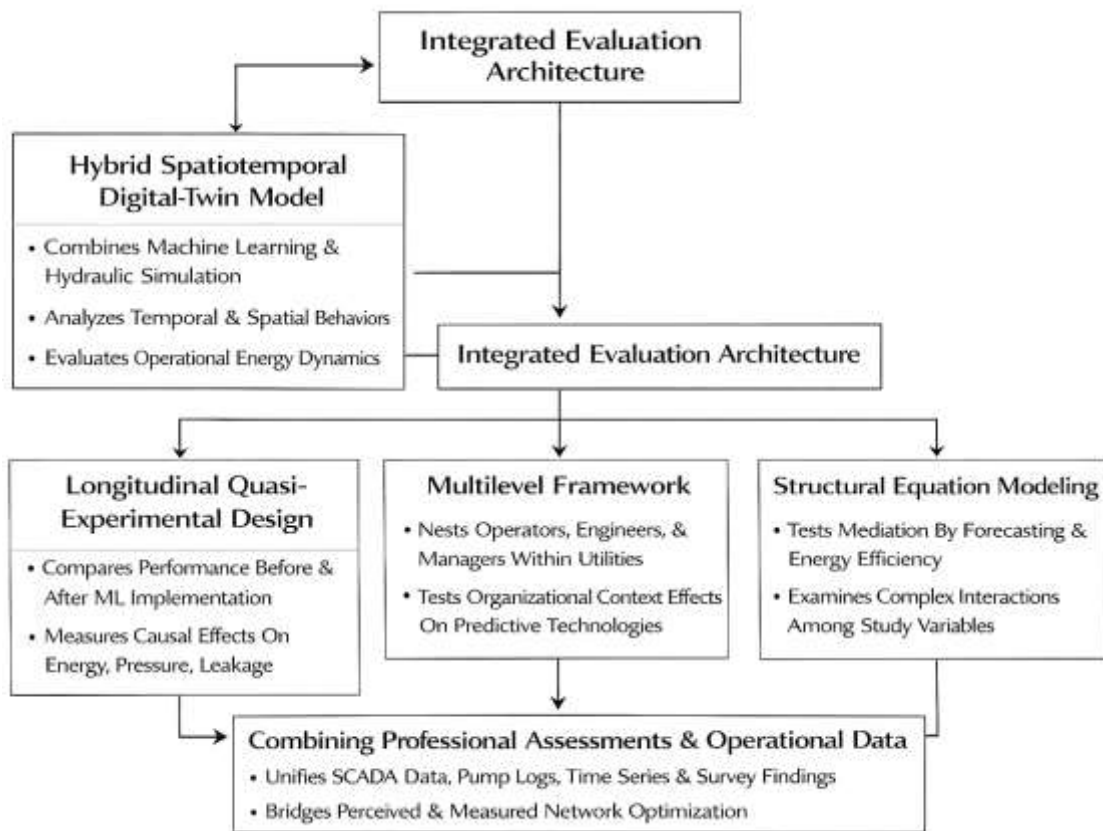 Integrated Evaluation
Architecture
Hybrid Spatiotemporal
Digital-Twin Model
• Combines Machine Learning &
Hydraulic Simulation
• Analyzes Temporal & Spatial Behaviors
• Evaluates Operational Energy Dynamics
Integrated Evaluation Architecture
Longitudinal Quasi-
Experimental Design
• Compares Performance Before &
After ML Implementation
• Measures Causal Effects On
Energy, Pressure, Leakage
Multilevel Framework
• Nests Operators, Engineers, &
Managers Within Utilities
• Tests Organizational Context Effects
On Predictive Technologies
Structural Equation Modeling
• Tests Mediation By Forecasting &
Energy Efficiency
• Examines Complex Interactions
Among Study Variables
Combining Professional Assessments & Operational Data
• Unifies SCADA Data, Pump Logs, Time Series & Survey Findings
• Bridges Perceived & Measured Network Optimization